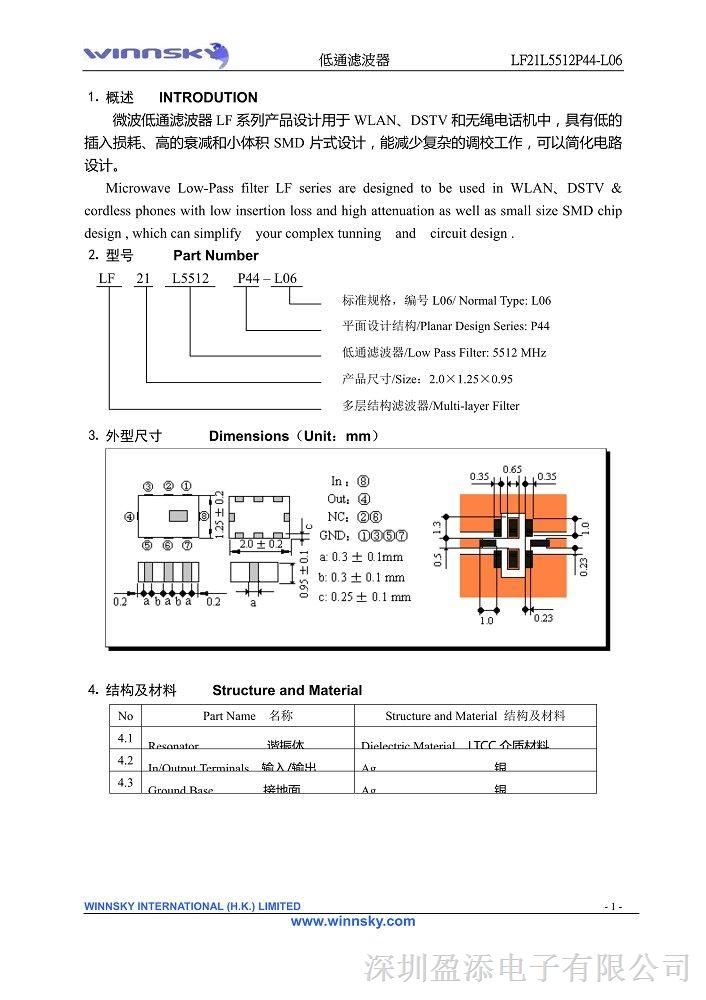 WINNSKY 低通滤波器 LF21L5512P44-L06
1. 概述 INTRODUTION
微波低通滤波器 LF 系列产品设计用于 WLAN、DSTV 和无绳电话机中，具有低的
插入损耗、高的衰减和小体积 SMD 片式设计，能减少复杂的调校工作，可以简化电路
设计。
Microwave Low-Pass filter LF series are designed to be used in WLAN、DSTV &
cordless phones with low insertion loss and high attenuation as well as small size SMD chip
design , which can simplify your complex tunning and circuit design .
2. 型号 Part Number
LF 21 L5512 P44 – L06
标准规格，编号 L06/ Normal Type: L06
平面设计结构/Planar Design Series: P44
低通滤波器/Low Pass Filter: 5512 MHz
产品尺寸/Size：2.0×1.25×0.95
多层结构滤波器/Multi-layer Filter
3. 外型尺寸 Dimensions（Unit：mm）
③ ② ①
④ ⑧
⑤ ⑥ ⑦
1.25 ± 0.2
2.0 ± 0.2
c
0.95 ± 0.1
0.2 a b a b a 0.2
a
In：⑧
Out：④
NC：②⑥
GND：①③⑤⑦
a: 0.3 ± 0.1mm
b: 0.3 ± 0.1 mm
c: 0.25 ± 0.1 mm
0.35 0.65 0.35
1.3 1.0
0.5 0.23
1.0 0.23
4. 结构及材料 Structure and Material
No Part Name 名称 Structure and Material 结构及材料
4.1 Resonator 谐振体 Dielectric Material LTCC 介质材料
4.2 In/Output Terminals 输入/输出 Ag 银
4.3 Ground Base 接地面 Ag 银
WINNSKY INTERNATIONAL (H.K.) LIMITED - 1 -
www.winnsky.com
深圳盈添电子有限公司